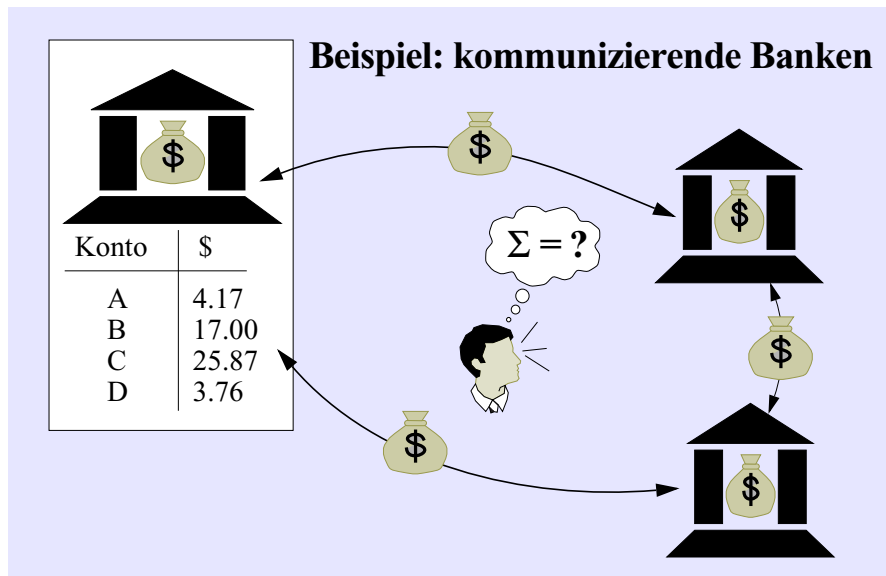 Beispiel: kommunizierende Banken
$
$
$
Konto $
A 4.17
B 17.00
C 25.87
D 3.76
Σ = ?
$
$
$